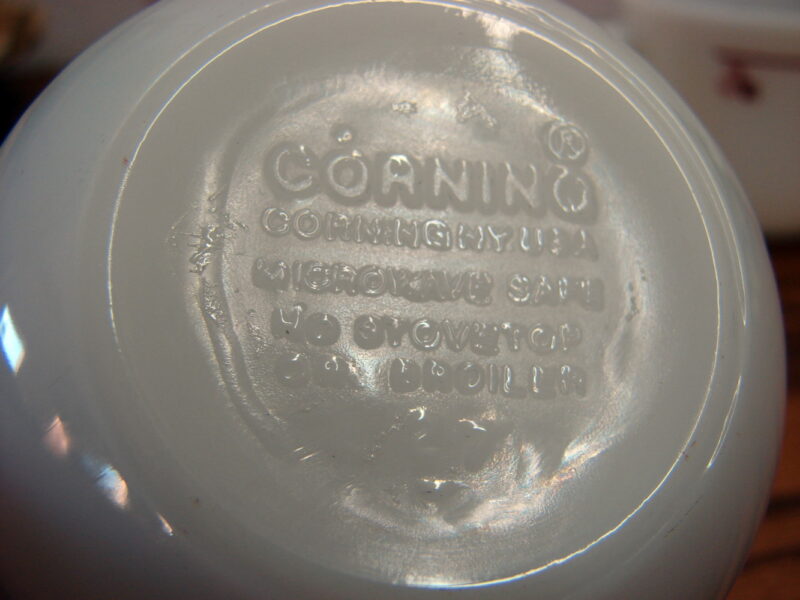 CORNING®
CORNING NY USA
MICROWAVE SAFE
NO STOVETOP
OR BROILER